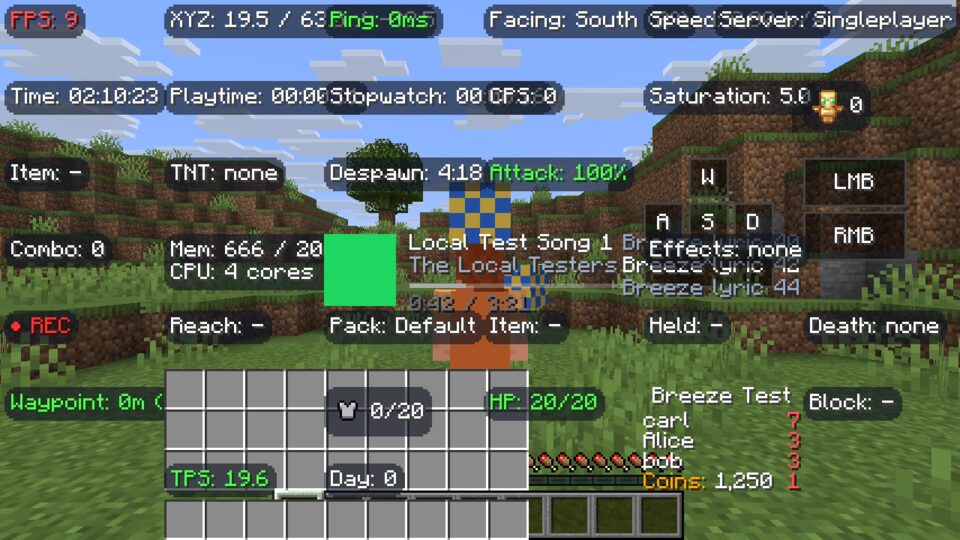 FPS: 9
XYZ: 19.5 / 63
Ping: 0ms
Facing: South
Speed
Server: Singleplayer
Time: 02:10:23
Playtime: 00:00
Stopwatch: 00
CPS: 0
Saturation: 5.0
0
Item: -
TNT: none
Despawn: 4:18
Attack: 100%
W
LMB
A S D
RMB
Combo: 0
Mem: 666 / 20
CPU: 4 cores
Local Test Song 1
The Local Testers
0:42 / 3:21
Effects: none
Breeze lyric 42
Breeze lyric 44
• REC
Reach: -
Pack: Default
Item: -
Held: -
Death: none
Waypoint: 0m (
0/20
HP: 20/20
Breeze Test
carl 7
Alice 3
bob 3
Coins: 1,250 1
Block: -
TPS: 19.6
Day: 0